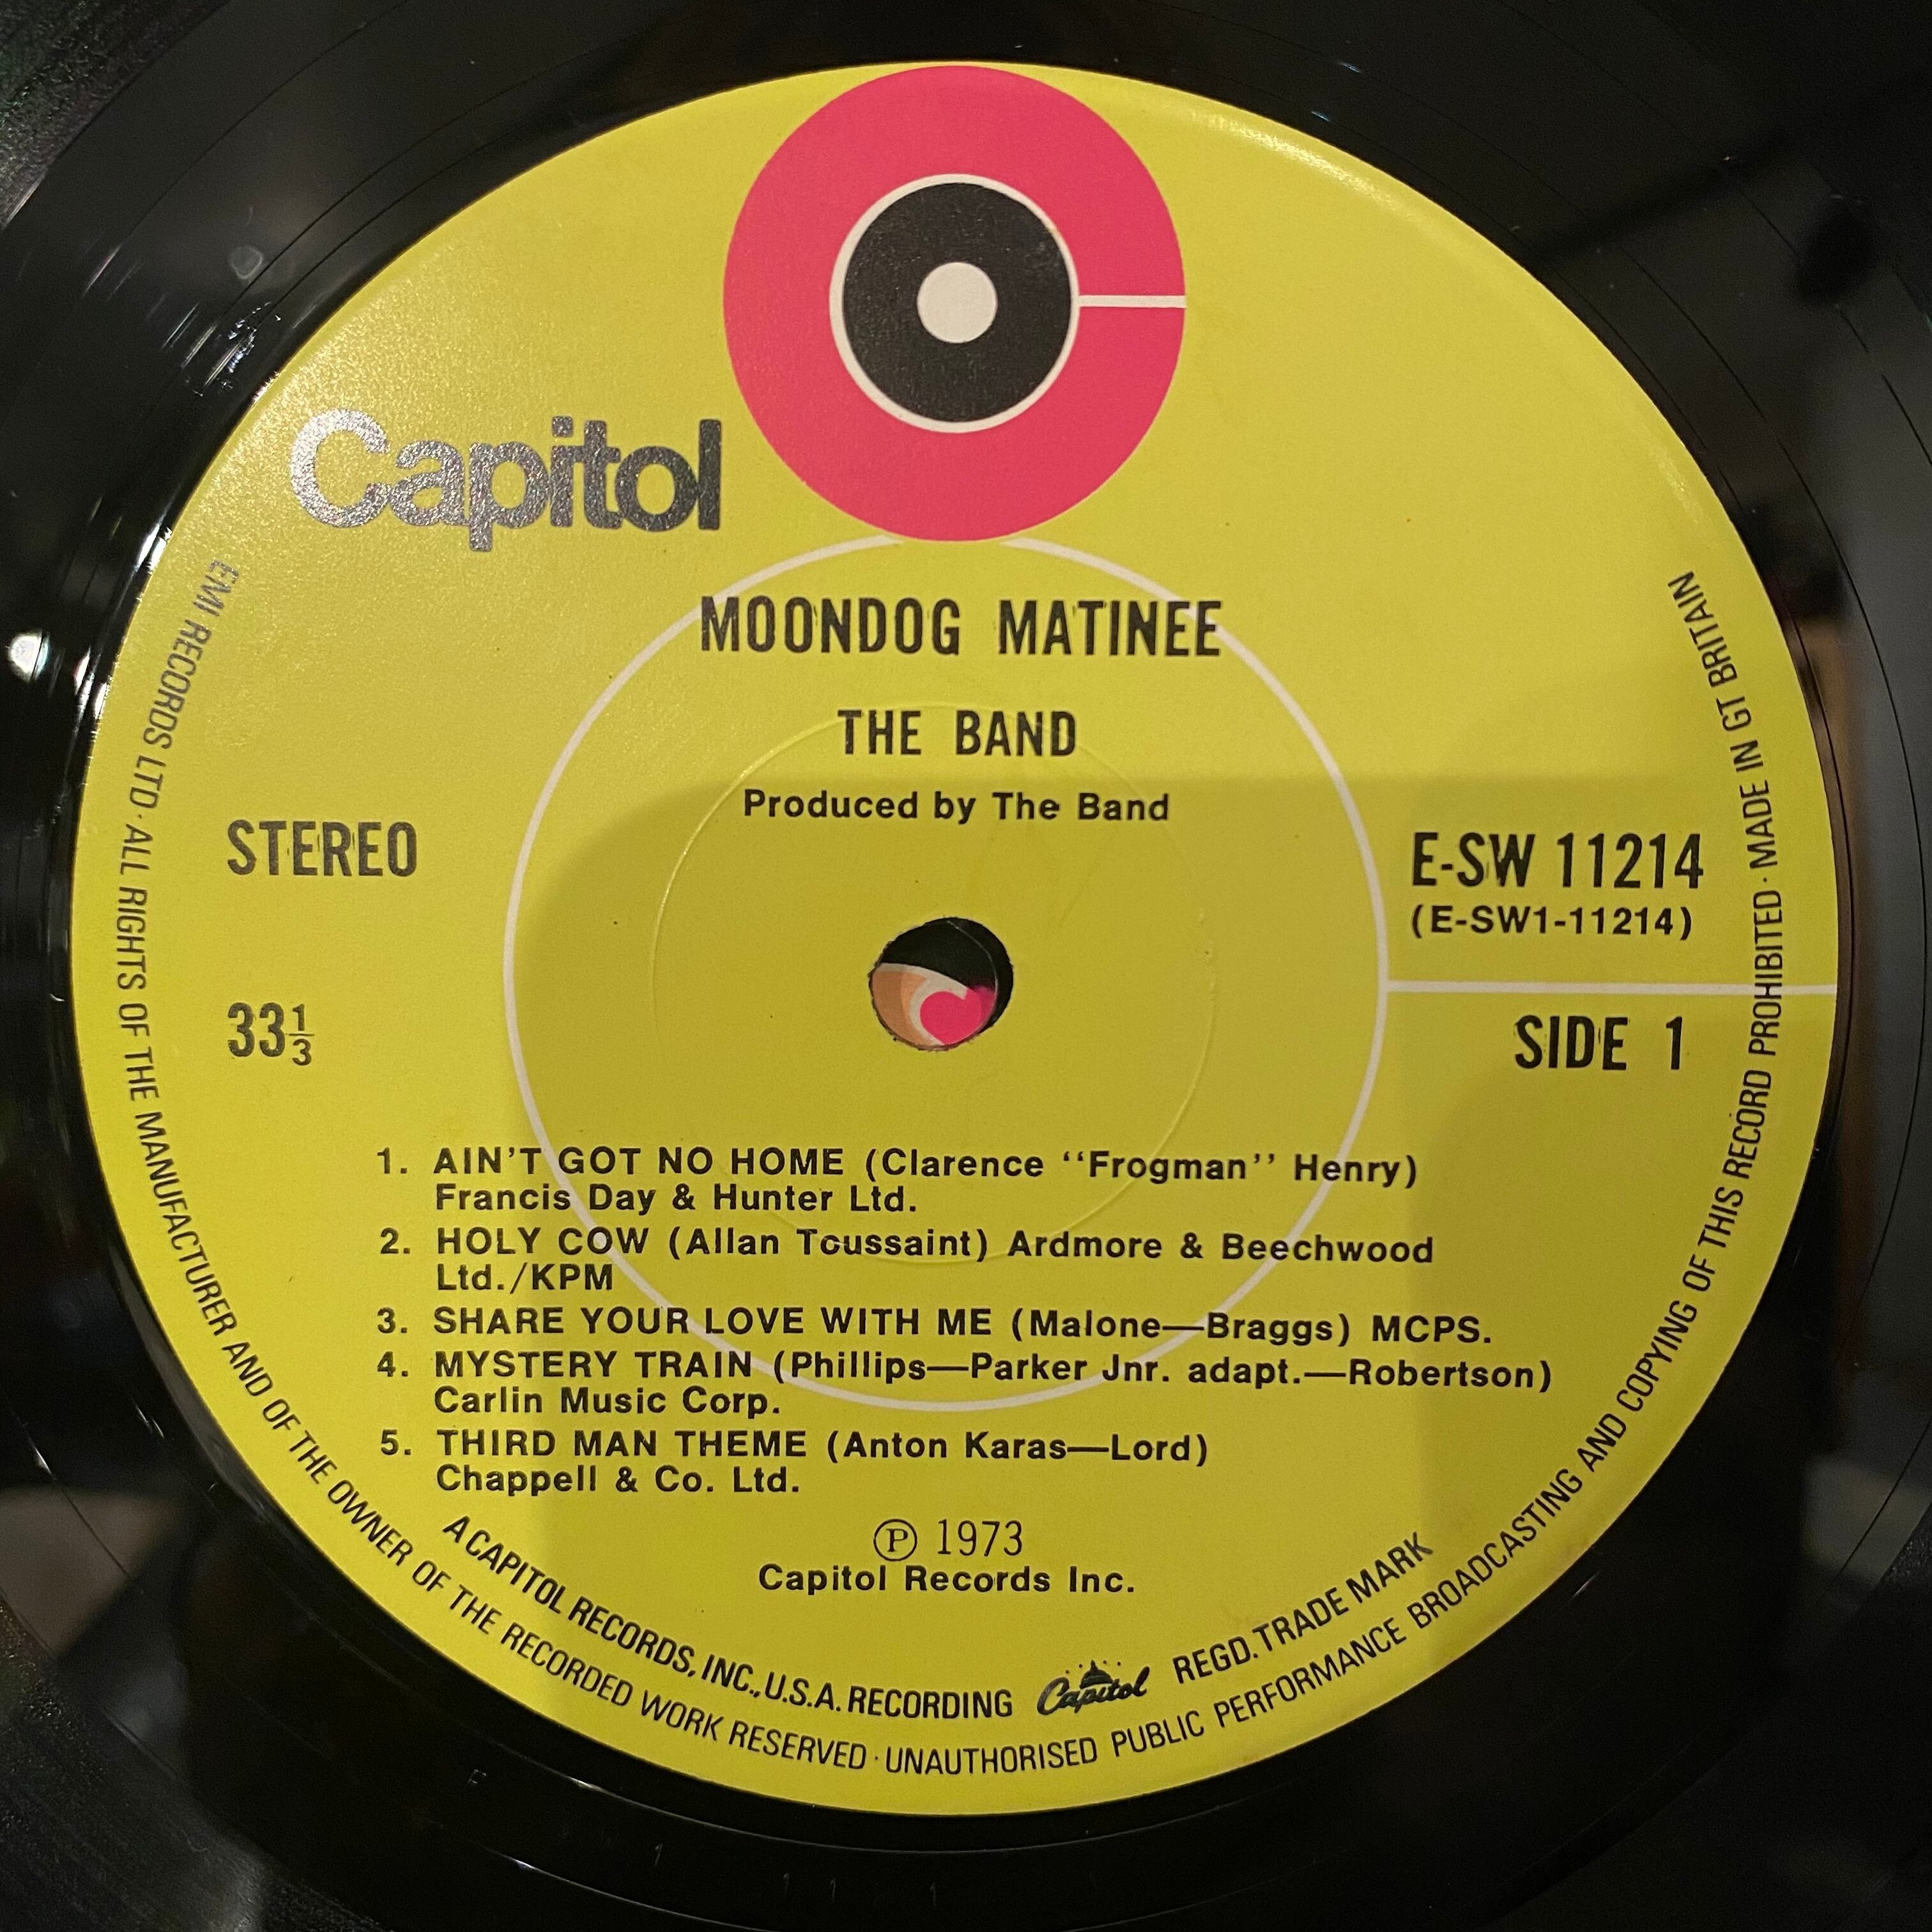 Capitol
MOONDOG MATINEE
THE BAND
Produced by The Band
STEREO
E-SW 11214
(E-SW1-11214)
33⅓
SIDE 1
1. AIN'T GOT NO HOME (Clarence "Frogman" Henry)
Francis Day & Hunter Ltd.
2. HOLY COW (Allan Toussaint) Ardmore & Beechwood
Ltd./KPM
3. SHARE YOUR LOVE WITH ME (Malone—Braggs) MCPS.
4. MYSTERY TRAIN (Phillips—Parker Jnr. adapt.—Robertson)
Carlin Music Corp.
5. THIRD MAN THEME (Anton Karas—Lord)
Chappell & Co. Ltd.
℗ 1973
Capitol Records Inc.
A CAPITOL RECORDS, INC., U.S.A. RECORDING Capitol REGD. TRADE MARK
EMI RECORDS LTD · ALL RIGHTS OF THE MANUFACTURER AND OF THE OWNER OF THE RECORDED WORK RESERVED · UNAUTHORISED PUBLIC PERFORMANCE BROADCASTING AND COPYING OF THIS RECORD PROHIBITED · MADE IN GT BRITAIN